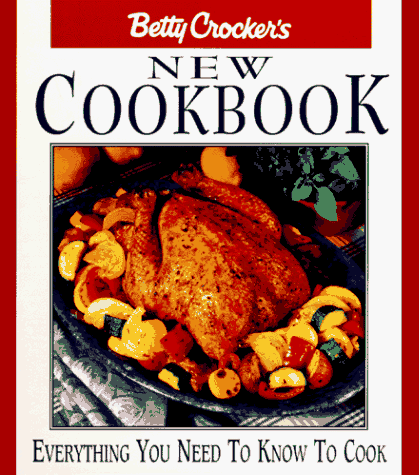 Betty Crocker's
NEW
COOKBOOK
EVERYTHING YOU NEED TO KNOW TO COOK